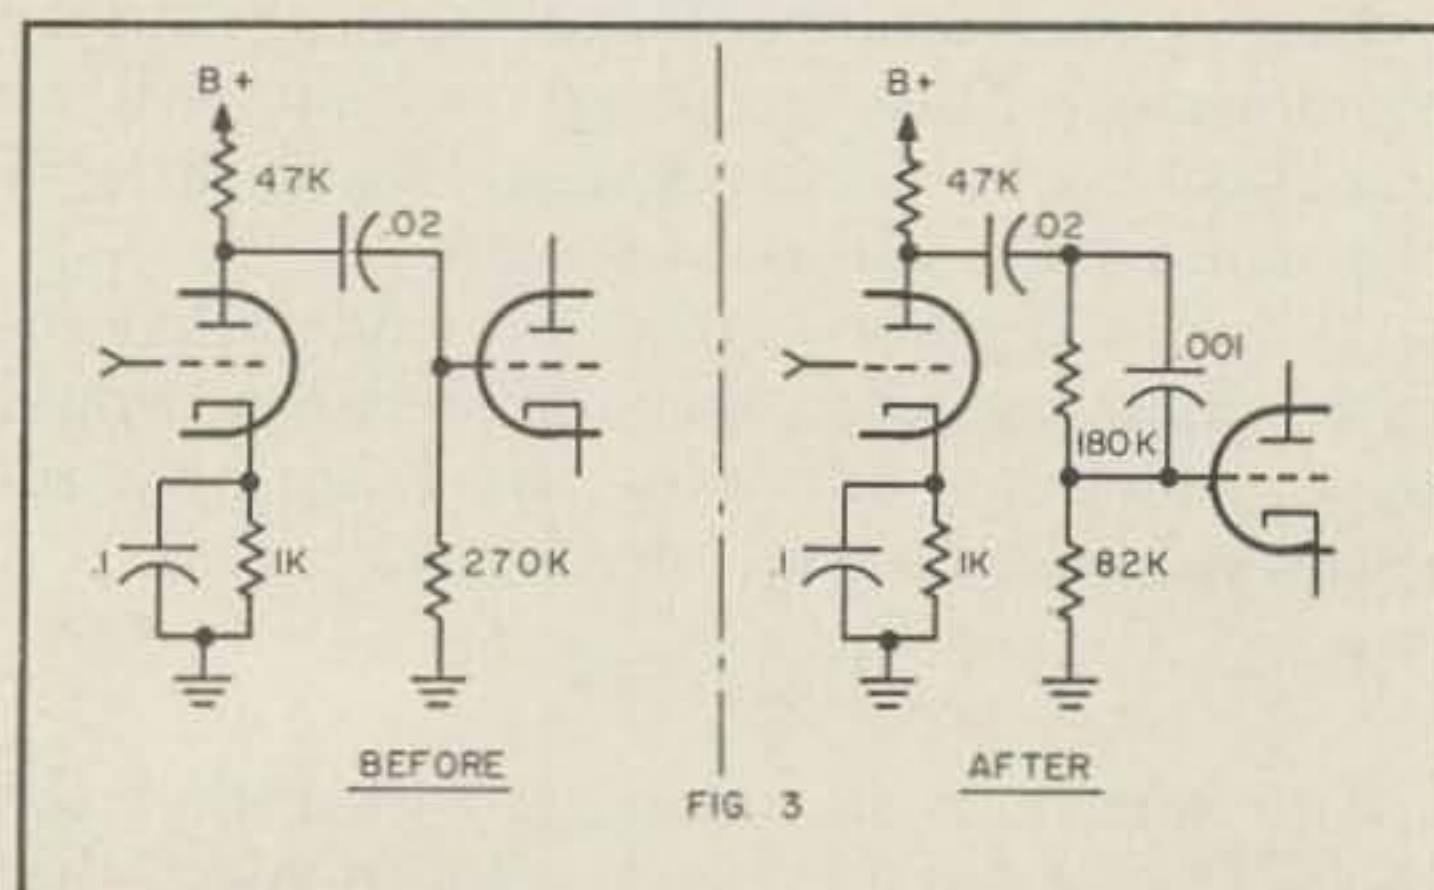 B+
47K
.02
.1
1K
270K
BEFORE
B+
47K
.02
.001
180K
.1
1K
82K
AFTER
FIG. 3